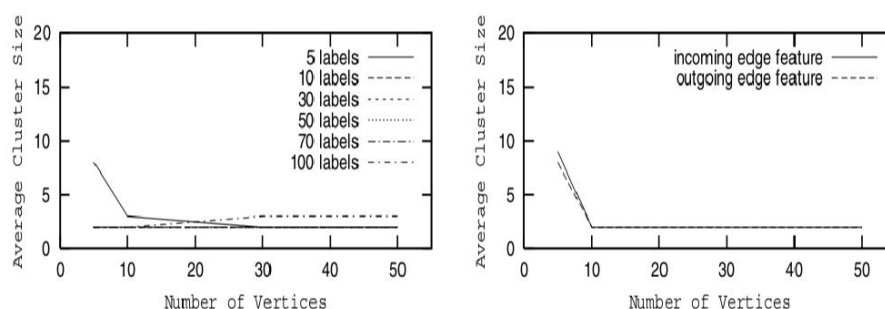 Average Cluster Size
20
15
10
5
0
5 labels
10 labels
30 labels
50 labels
70 labels
100 labels
0 10 20 30 40 50
Number of Vertices
Average Cluster Size
20
15
10
5
0
incoming edge feature
outgoing edge feature
0 10 20 30 40 50
Number of Vertices